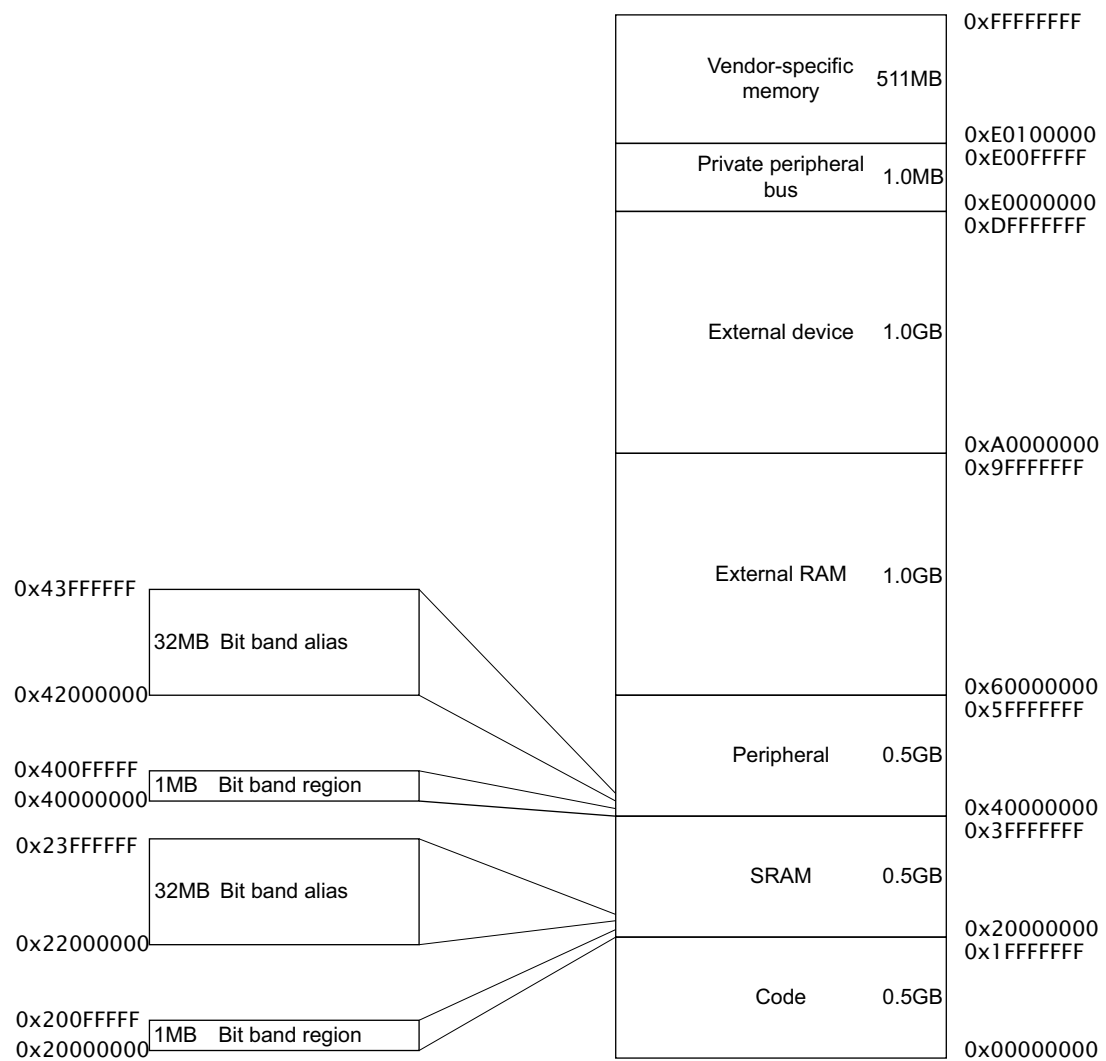 0xFFFFFFFF
Vendor-specific
memory
511MB
0xE0100000
0xE00FFFFF
Private peripheral
bus
1.0MB
0xE0000000
0xDFFFFFFF
External device 1.0GB
0xA0000000
0x9FFFFFFF
External RAM 1.0GB
0x60000000
0x5FFFFFFF
Peripheral 0.5GB
0x40000000
0x3FFFFFFF
SRAM 0.5GB
0x20000000
0x1FFFFFFF
Code 0.5GB
0x00000000
0x43FFFFFF
32MB Bit band alias
0x42000000
0x400FFFFF
1MB Bit band region
0x40000000
0x23FFFFFF
32MB Bit band alias
0x22000000
0x200FFFFF
1MB Bit band region
0x20000000